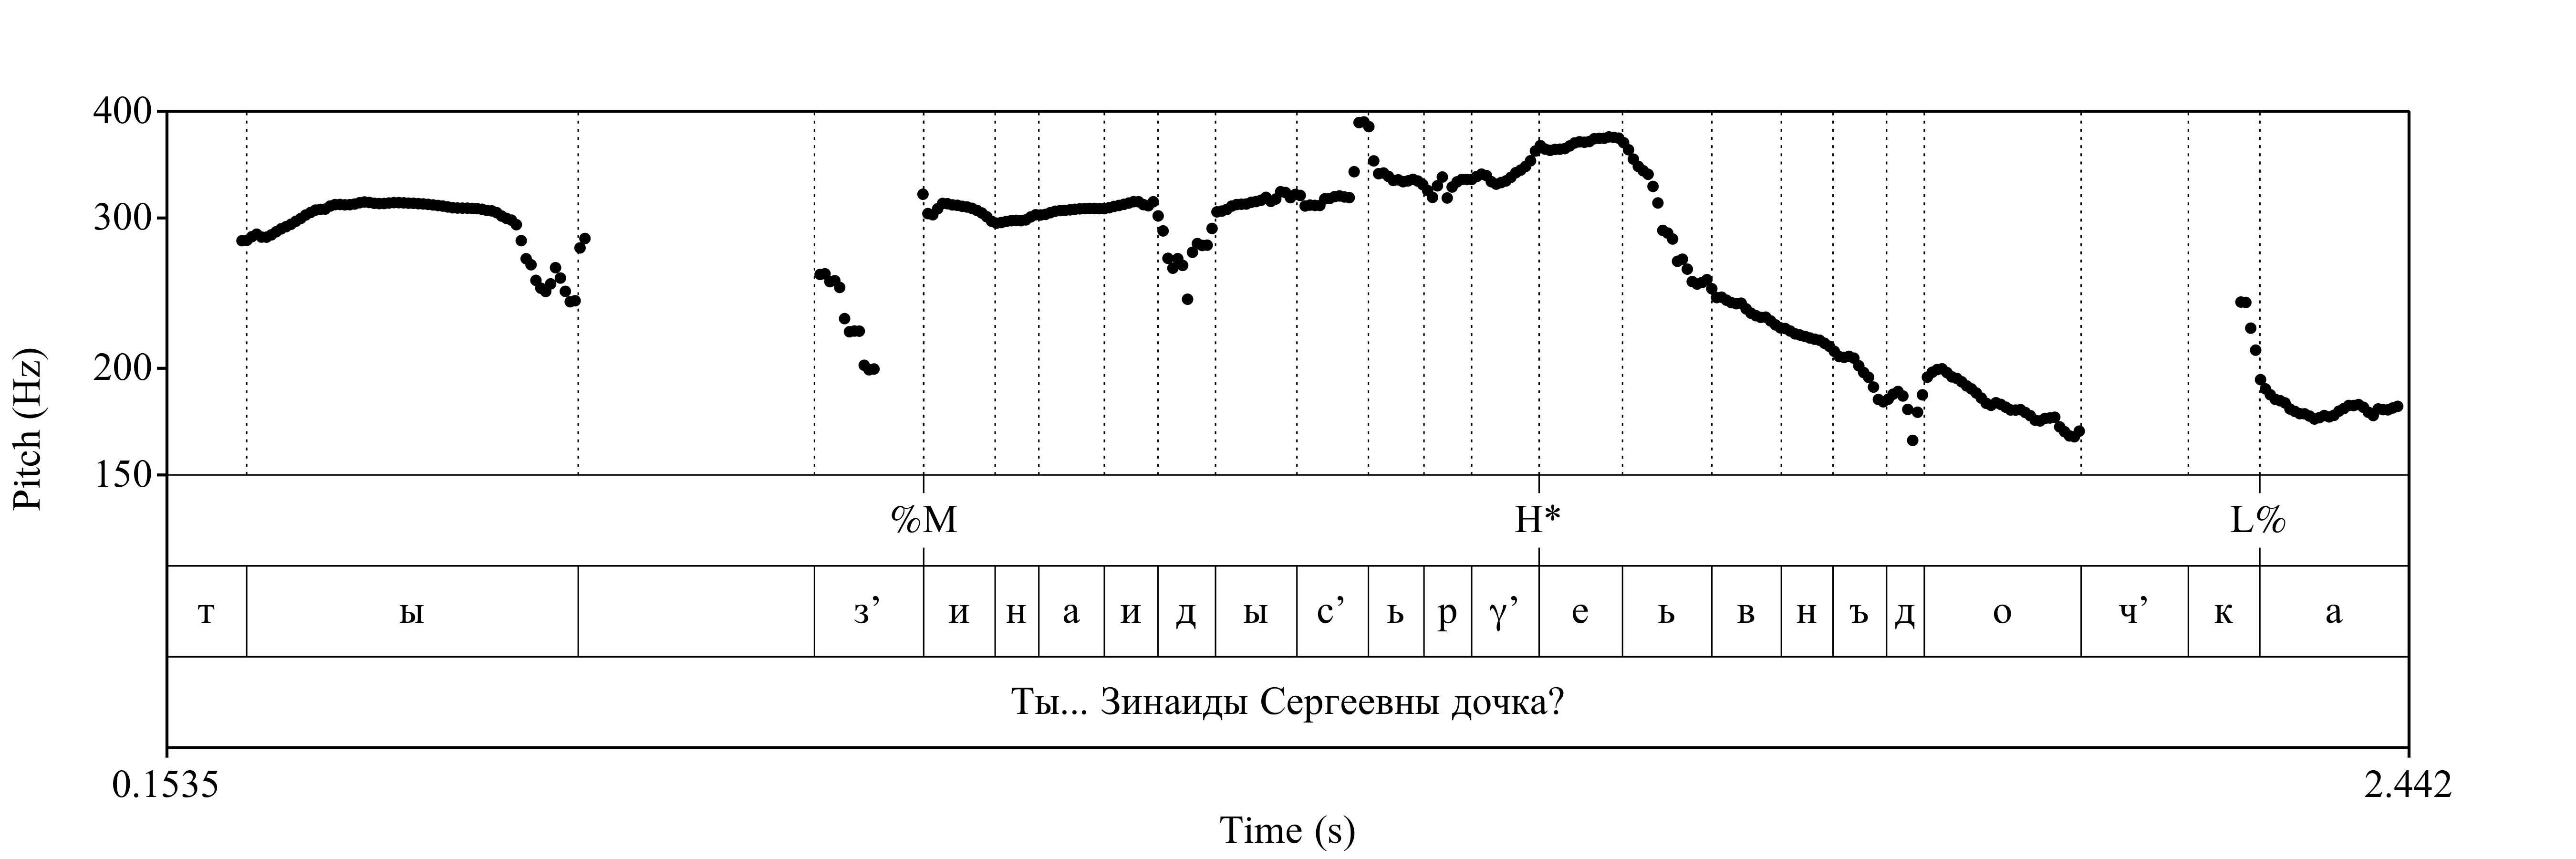 400
300
200
150
Pitch (Hz)
%M H* L%
т ы з’ и н а и д ы с’ ь р γ’ е ь в н ъ д о ч’ к а
Ты... Зинаиды Сергеевны дочка?
0.1535 2.442
Time (s)